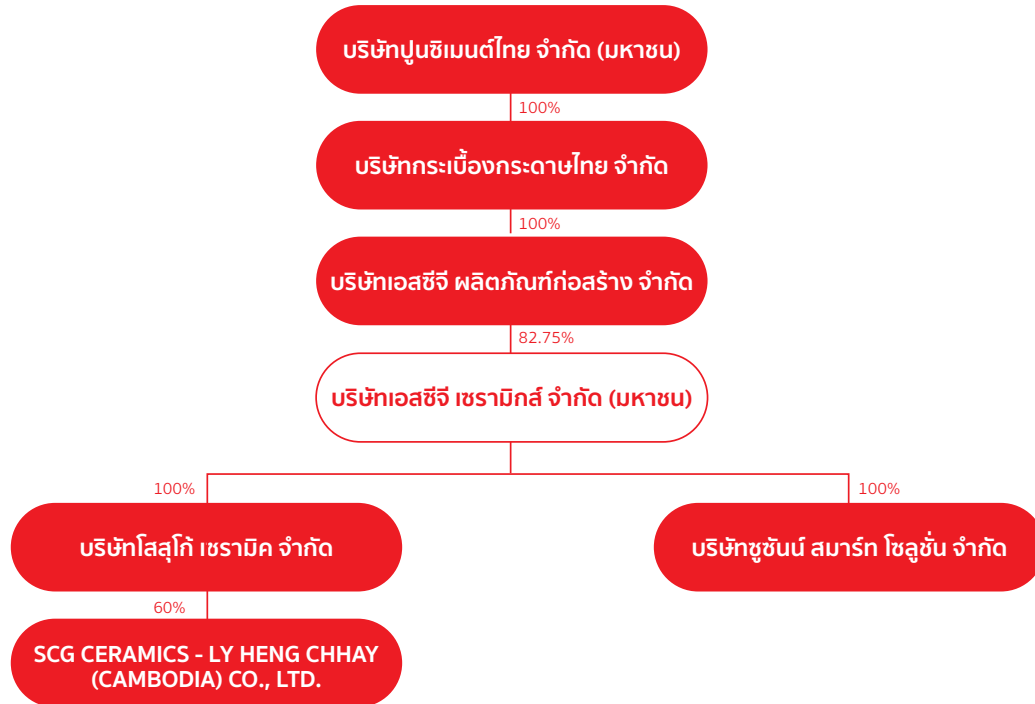 บริษัทปูนซิเมนต์ไทย จำกัด (มหาชน)
100%
บริษัทกระเบื้องกระดาษไทย จำกัด
100%
บริษัทเอสซีจี ผลิตภัณฑ์ก่อสร้าง จำกัด
82.75%
บริษัทเอสซีจี เซรามิกส์ จำกัด (มหาชน)
100%
100%
บริษัทโสสุโก้ เซรามิค จำกัด
บริษัทซูซันน์ สมาร์ท โซลูชั่น จำกัด
60%
SCG CERAMICS - LY HENG CHHAY
(CAMBODIA) CO., LTD.